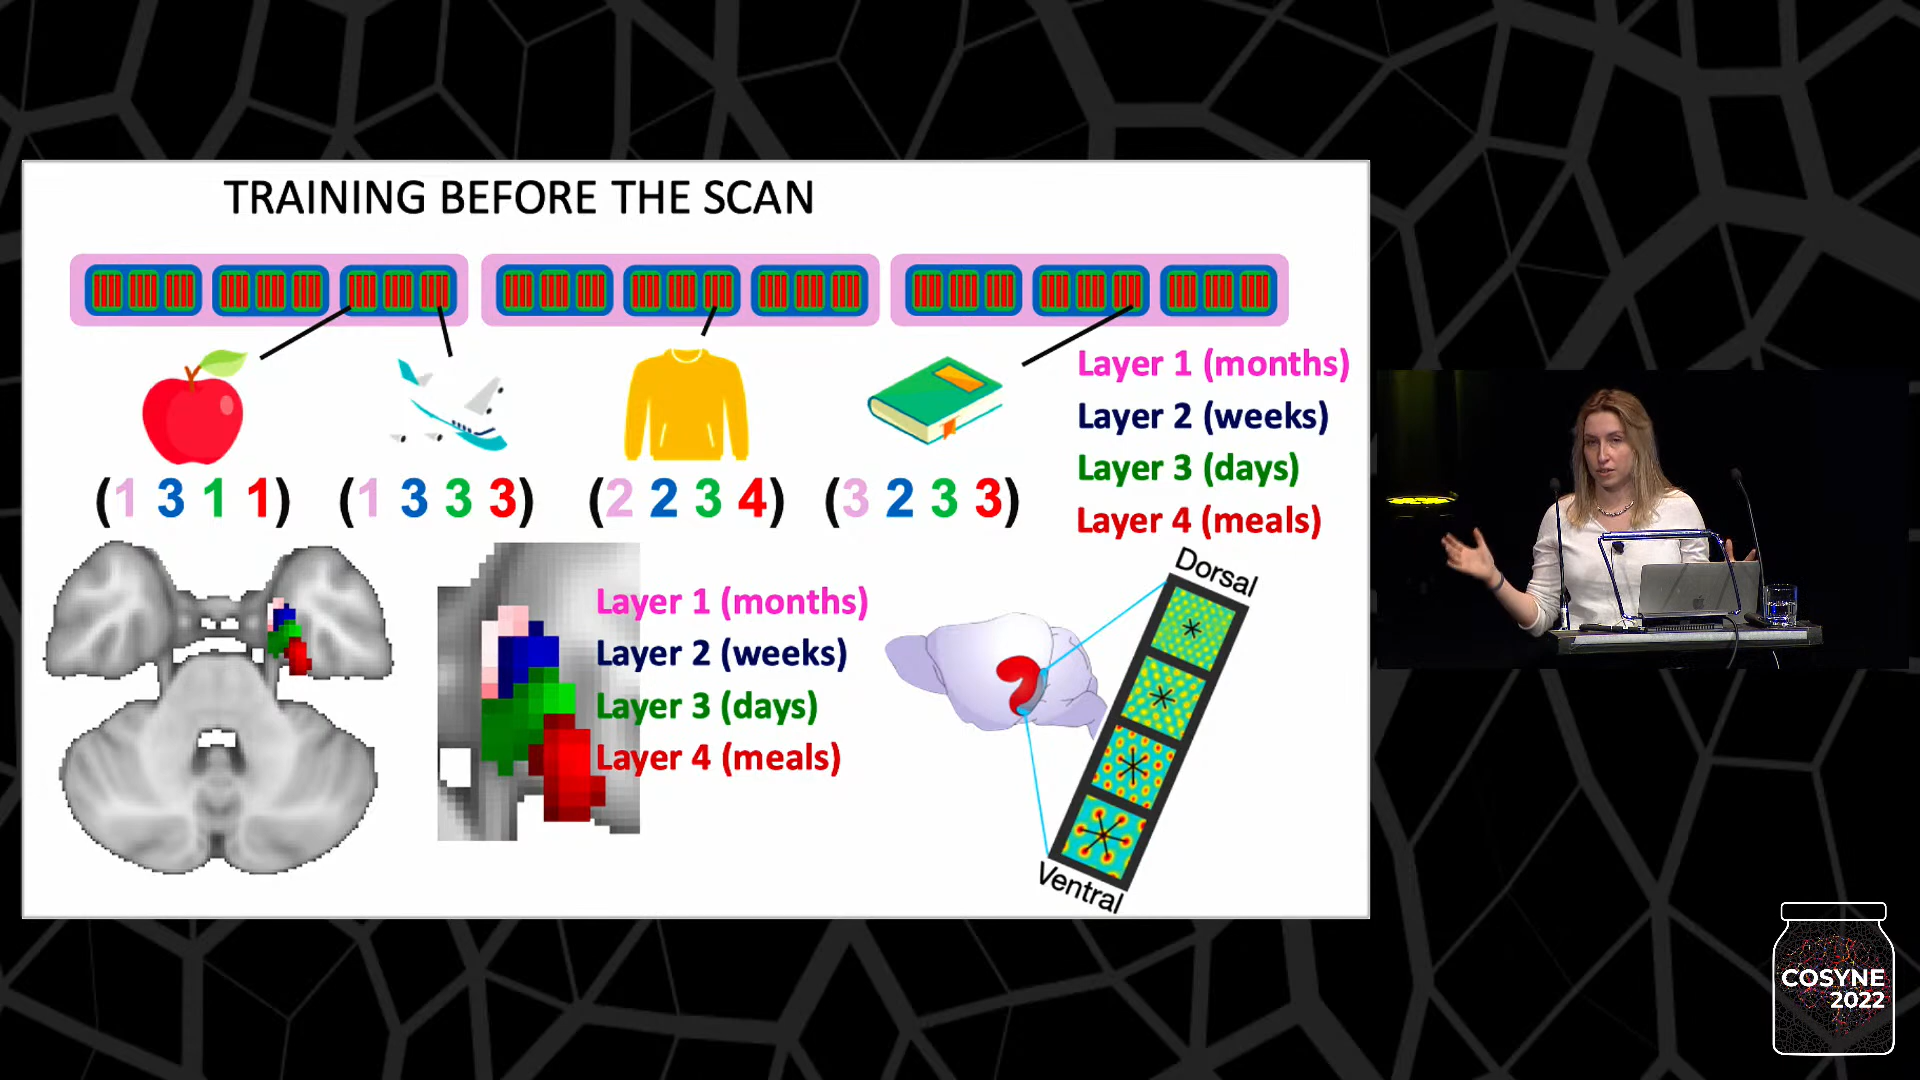 TRAINING BEFORE THE SCAN
Layer 1 (months)
Layer 2 (weeks)
Layer 3 (days)
Layer 4 (meals)
(1 3 1 1) (1 3 3 3) (2 2 3 4) (3 2 3 3)
Layer 1 (months)
Layer 2 (weeks)
Layer 3 (days)
Layer 4 (meals)
Dorsal
Ventral
COSYNE
2022